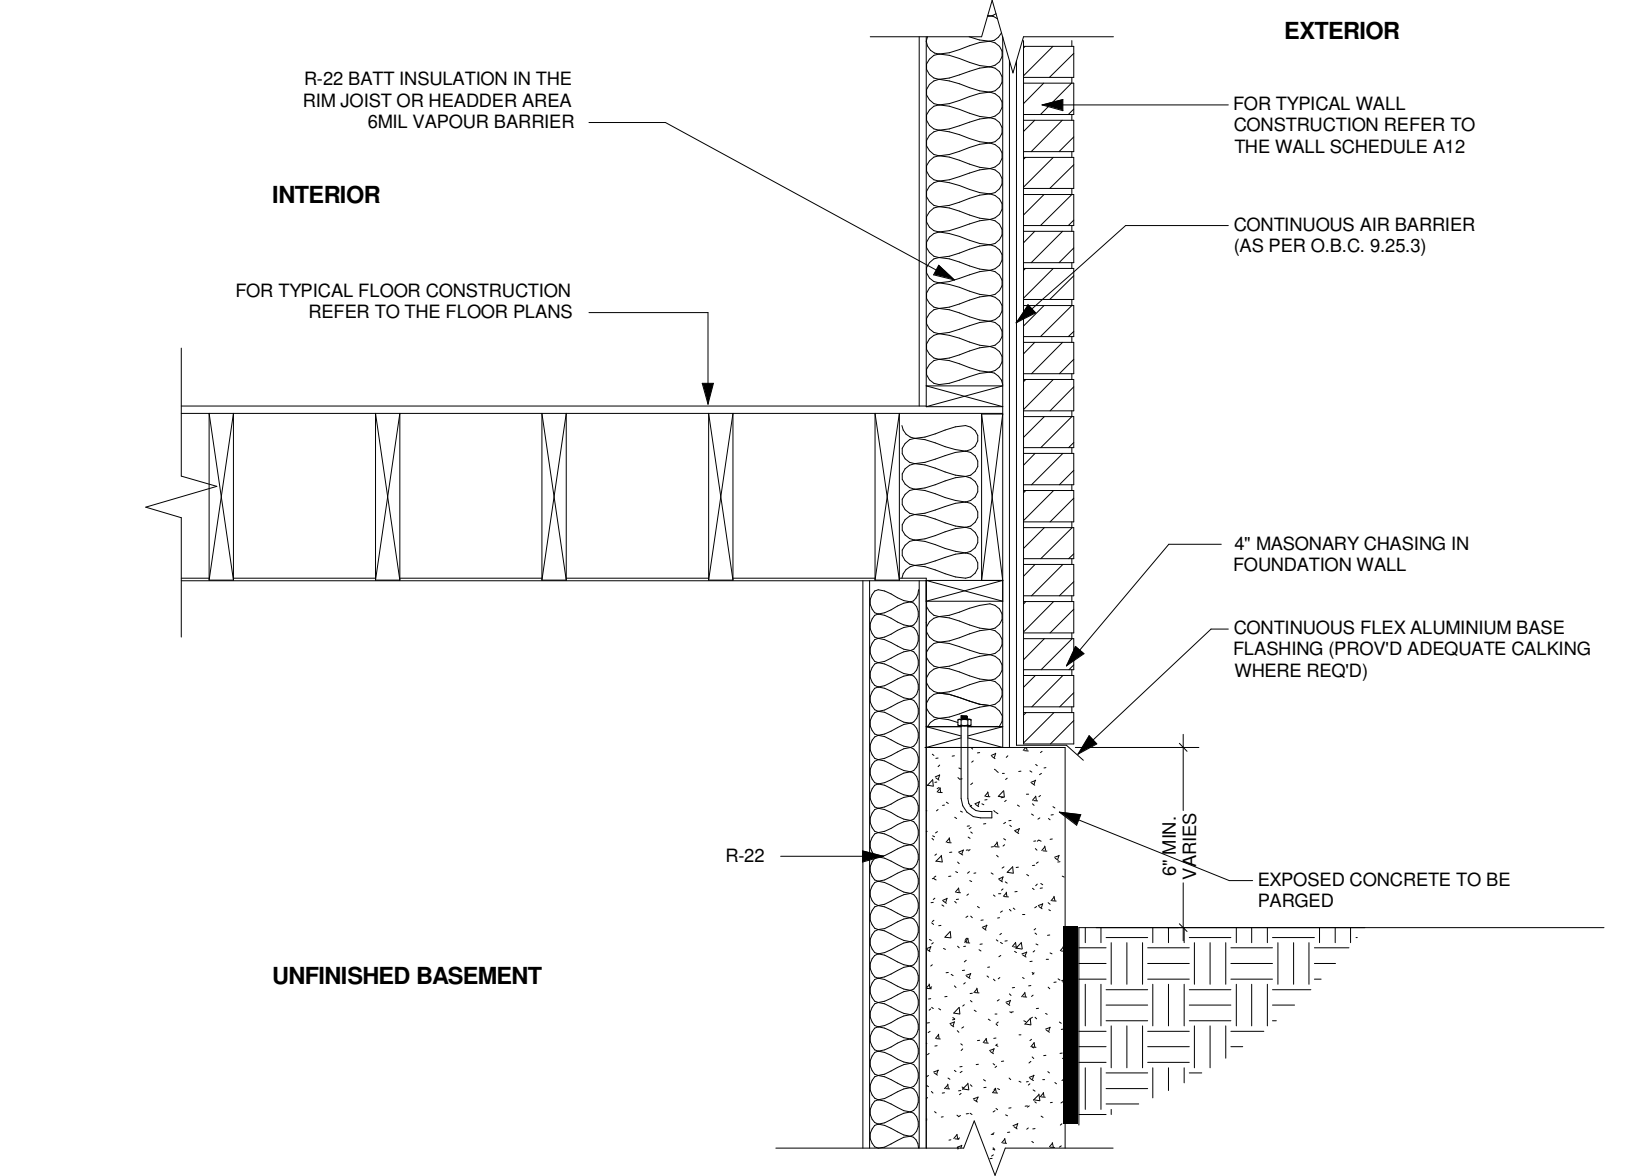 EXTERIOR
R-22 BATT INSULATION IN THE
RIM JOIST OR HEADDER AREA
6MIL VAPOUR BARRIER
FOR TYPICAL WALL
CONSTRUCTION REFER TO
THE WALL SCHEDULE A12
INTERIOR
CONTINUOUS AIR BARRIER
(AS PER O.B.C. 9.25.3)
FOR TYPICAL FLOOR CONSTRUCTION
REFER TO THE FLOOR PLANS
4" MASONARY CHASING IN
FOUNDATION WALL
CONTINUOUS FLEX ALUMINIUM BASE
FLASHING (PROV'D ADEQUATE CALKING
WHERE REQ'D)
6" MIN.
VARIES
R-22
EXPOSED CONCRETE TO BE
PARGED
UNFINISHED BASEMENT